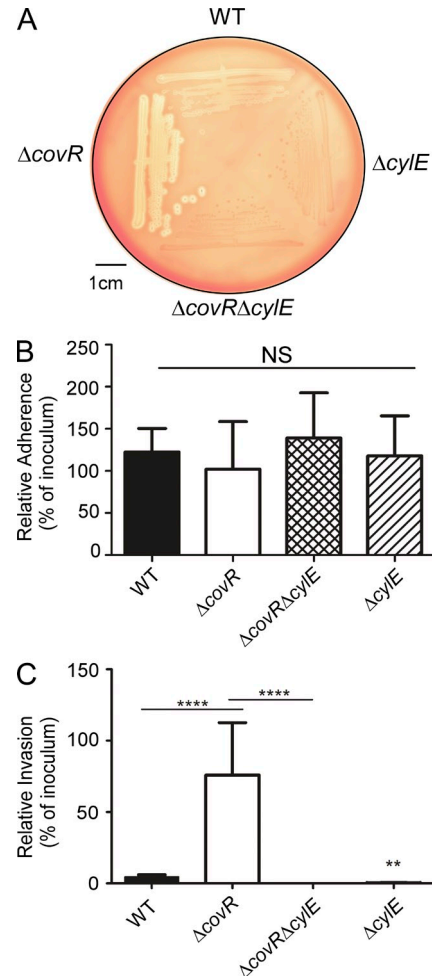 A
WT
ΔcovR
ΔcylE
1cm
ΔcovRΔcylE
B
NS
Relative Adherence
(% of inoculum)
250
200
150
100
50
0
WT
ΔcovR
ΔcovRΔcylE
ΔcylE
C
Relative Invasion
(% of inoculum)
150
100
50
0
****
****
**
WT
ΔcovR
ΔcovRΔcylE
ΔcylE